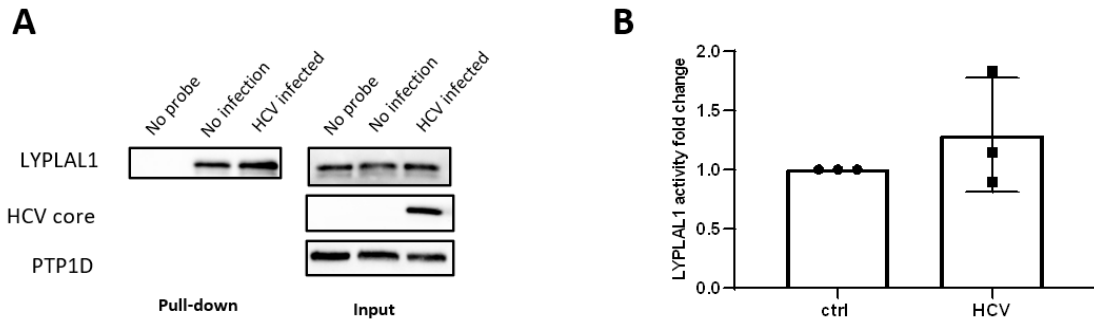 A
No probe
No infection
HCV infected
No probe
No infection
HCV infected
LYPLAL1
HCV core
PTP1D
Pull-down
Input
B
LYPLAL1 activity fold change
2.0
1.5
1.0
0.5
0.0
ctrl
HCV